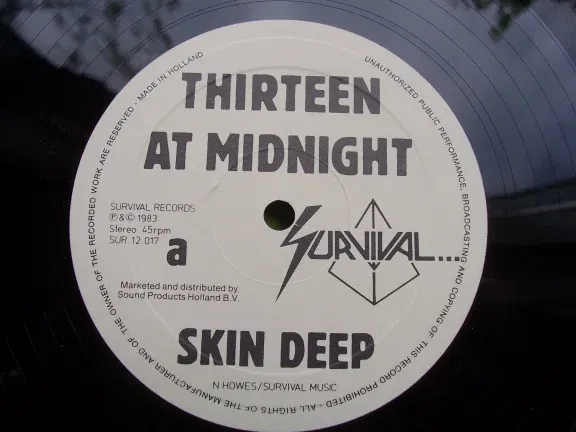 THIRTEEN
AT MIDNIGHT
SURVIVAL RECORDS
℗ & © 1983
Stereo 45rpm
SUR 12 017
a
SURVIVAL...
Marketed and distributed by
Sound Products Holland B.V.
SKIN DEEP
N HOWES/SURVIVAL MUSIC
UNAUTHORIZED PUBLIC PERFORMANCE, BROADCASTING AND COPYING OF THIS RECORD PROHIBITED - ALL RIGHTS OF THE MANUFACTURER AND OF THE OWNER OF THE RECORDED WORK ARE RESERVED - MADE IN HOLLAND